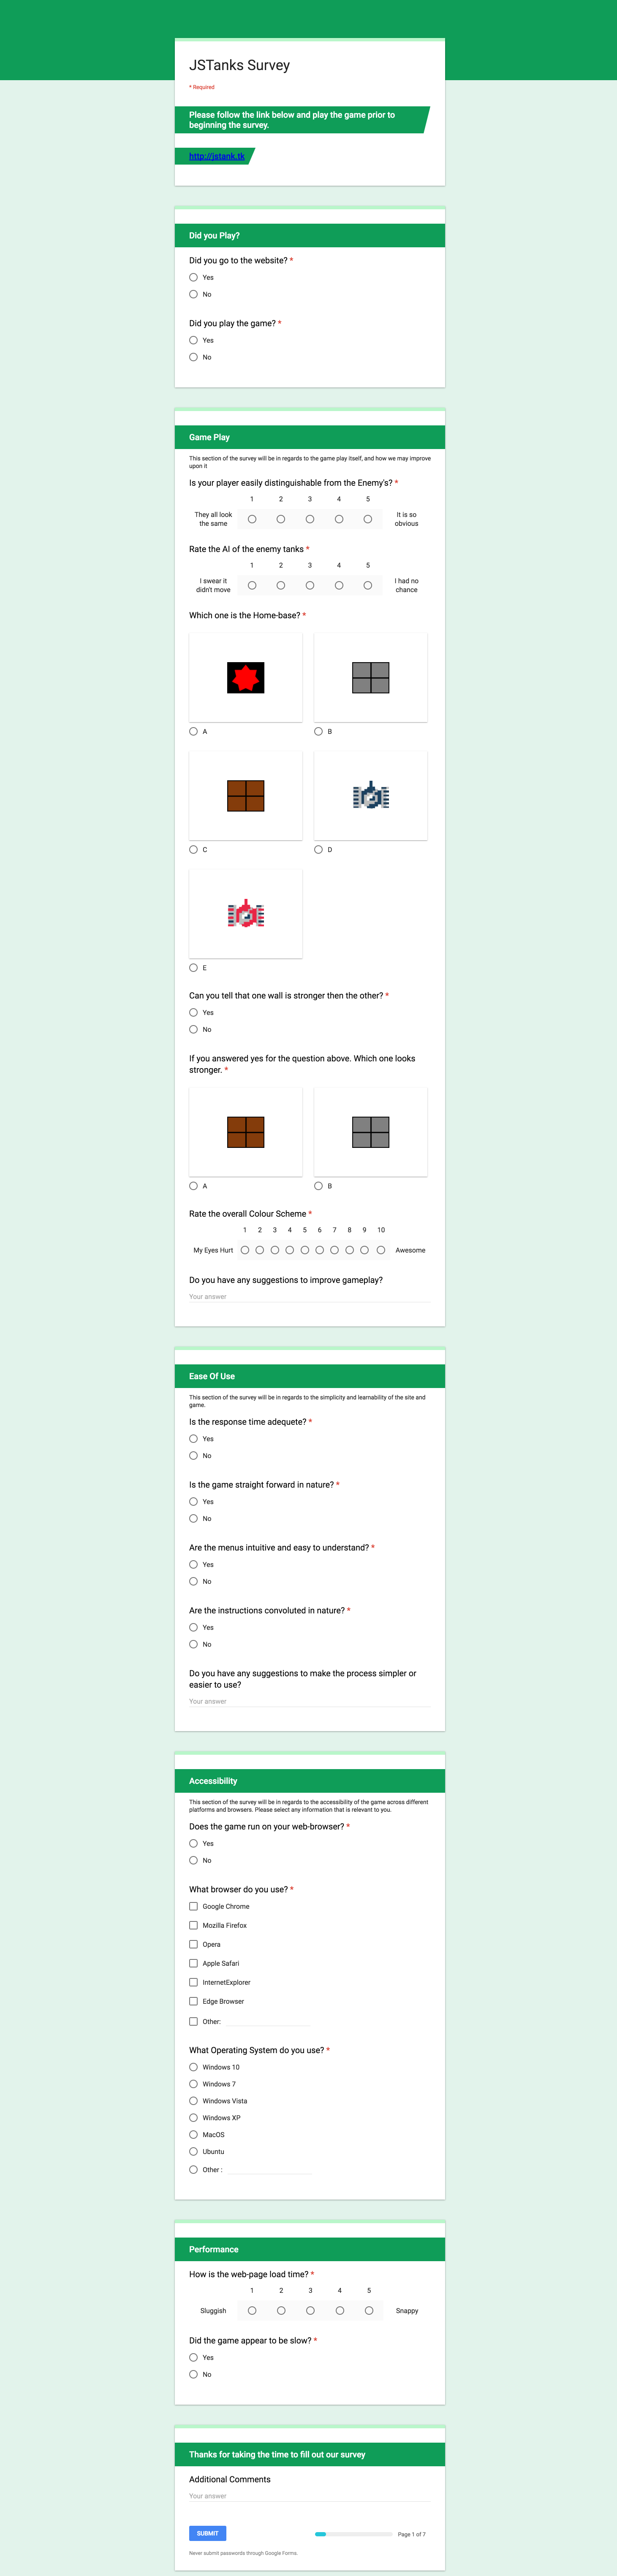 JSTanks Survey
* Required
Please follow the link below and play the game prior to
beginning the survey.
http://jstank.tk
Did you Play?
Did you go to the website? *
Yes
No
Did you play the game? *
Yes
No
Game Play
This section of the survey will be in regards to the game play itself, and how we may improve
upon it
Is your player easily distinguishable from the Enemy's? *
1 2 3 4 5
They all look
the same
It is so
obvious
Rate the AI of the enemy tanks *
1 2 3 4 5
I swear it
didn't move
I had no
chance
Which one is the Home-base? *
A
B
C
D
E
Can you tell that one wall is stronger then the other? *
Yes
No
If you answered yes for the question above. Which one looks
stronger. *
A
B
Rate the overall Colour Scheme *
1 2 3 4 5 6 7 8 9 10
My Eyes Hurt
Awesome
Do you have any suggestions to improve gameplay?
Your answer
Ease Of Use
This section of the survey will be in regards to the simplicity and learnability of the site and
game.
Is the response time adequete? *
Yes
No
Is the game straight forward in nature? *
Yes
No
Are the menus intuitive and easy to understand? *
Yes
No
Are the instructions convoluted in nature? *
Yes
No
Do you have any suggestions to make the process simpler or
easier to use?
Your answer
Accessibility
This section of the survey will be in regards to the accessibility of the game across different
platforms and browsers. Please select any information that is relevant to you.
Does the game run on your web-browser? *
Yes
No
What browser do you use? *
Google Chrome
Mozilla Firefox
Opera
Apple Safari
InternetExplorer
Edge Browser
Other:
What Operating System do you use? *
Windows 10
Windows 7
Windows Vista
Windows XP
MacOS
Ubuntu
Other :
Performance
How is the web-page load time? *
1 2 3 4 5
Sluggish
Snappy
Did the game appear to be slow? *
Yes
No
Thanks for taking the time to fill out our survey
Additional Comments
Your answer
SUBMIT
Page 1 of 7
Never submit passwords through Google Forms.